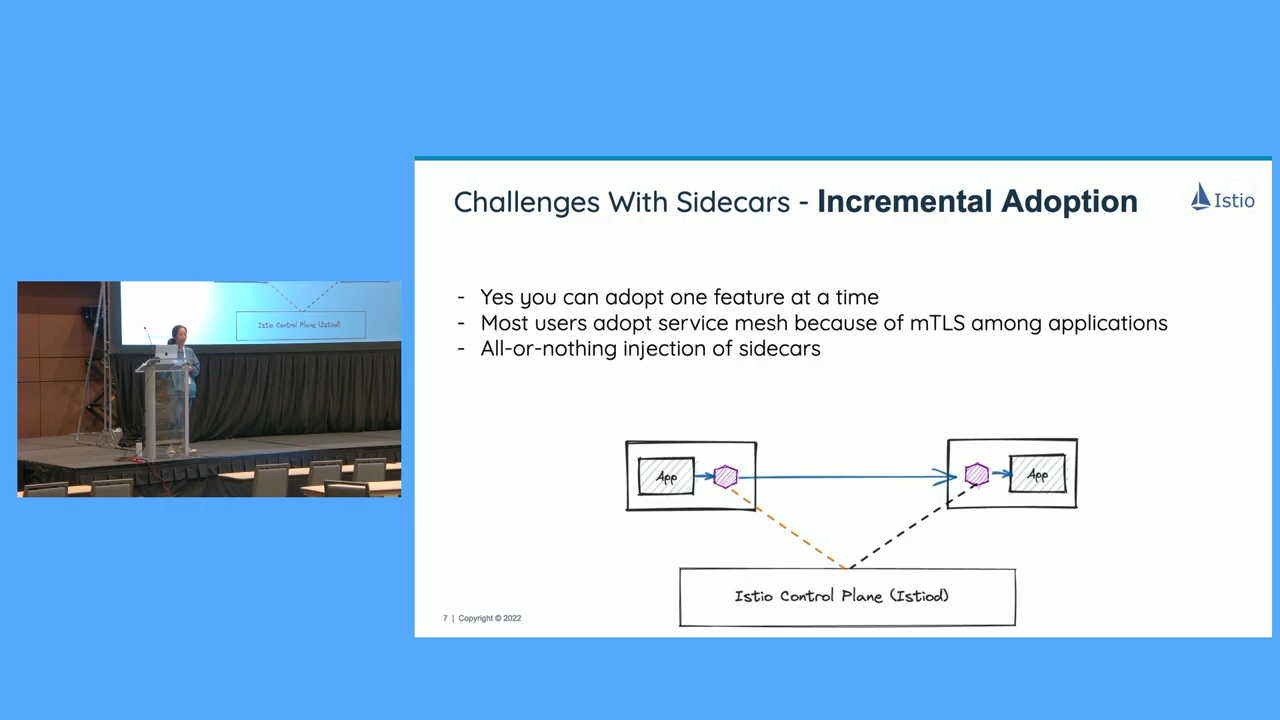 Challenges With Sidecars - Incremental Adoption
Istio
- Yes you can adopt one feature at a time
- Most users adopt service mesh because of mTLS among applications
- All-or-nothing injection of sidecars
App
App
Istio Control Plane (Istiod)
7 | Copyright © 2022
Istio Control Plane (Istiod)